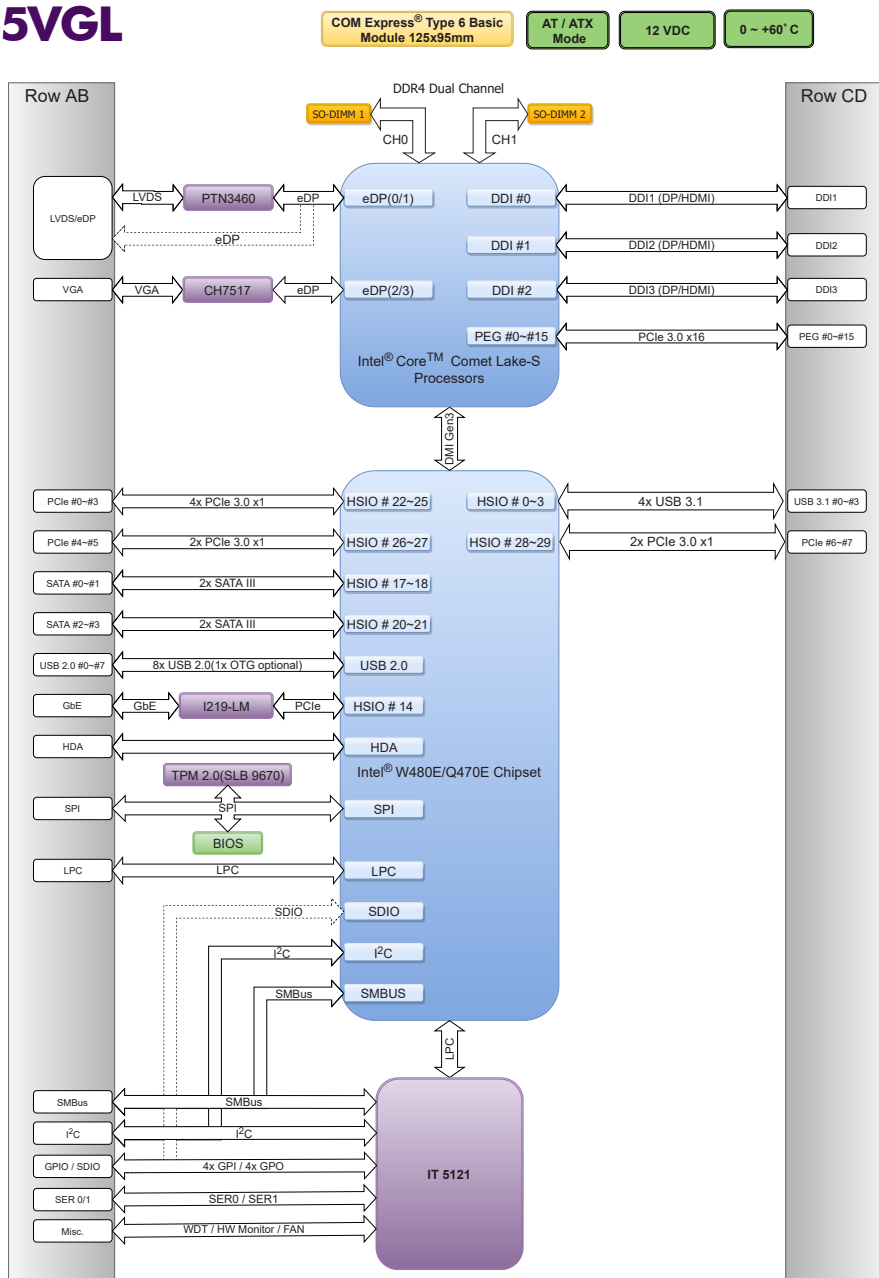 5VGL
COM Express® Type 6 Basic
Module 125x95mm
AT / ATX
Mode
12 VDC
0 ~ +60˚ C
Row AB
DDR4 Dual Channel
Row CD
SO-DIMM 1
SO-DIMM 2
CH0
CH1
LVDS/eDP
LVDS
PTN3460
eDP
eDP(0/1)
DDI #0
DDI1 (DP/HDMI)
DDI1
eDP
DDI #1
DDI2 (DP/HDMI)
DDI2
VGA
VGA
CH7517
eDP
eDP(2/3)
DDI #2
DDI3 (DP/HDMI)
DDI3
PEG #0~#15
PCIe 3.0 x16
PEG #0~#15
Intel® Core™ Comet Lake-S
Processors
DMI Gen3
PCIe #0~#3
4x PCIe 3.0 x1
HSIO # 22~25
HSIO # 0~3
4x USB 3.1
USB 3.1 #0~#3
PCIe #4~#5
2x PCIe 3.0 x1
HSIO # 26~27
HSIO # 28~29
2x PCIe 3.0 x1
PCIe #6~#7
SATA #0~#1
2x SATA III
HSIO # 17~18
SATA #2~#3
2x SATA III
HSIO # 20~21
USB 2.0 #0~#7
8x USB 2.0(1x OTG optional)
USB 2.0
GbE
GbE
I219-LM
PCIe
HSIO # 14
HDA
HDA
TPM 2.0(SLB 9670)
Intel® W480E/Q470E Chipset
SPI
SPI
SPI
BIOS
LPC
LPC
LPC
SDIO
SDIO
I²C
I²C
SMBus
SMBUS
LPC
SMBus
SMBus
I²C
I²C
GPIO / SDIO
4x GPI / 4x GPO
IT 5121
SER 0/1
SER0 / SER1
Misc.
WDT / HW Monitor / FAN